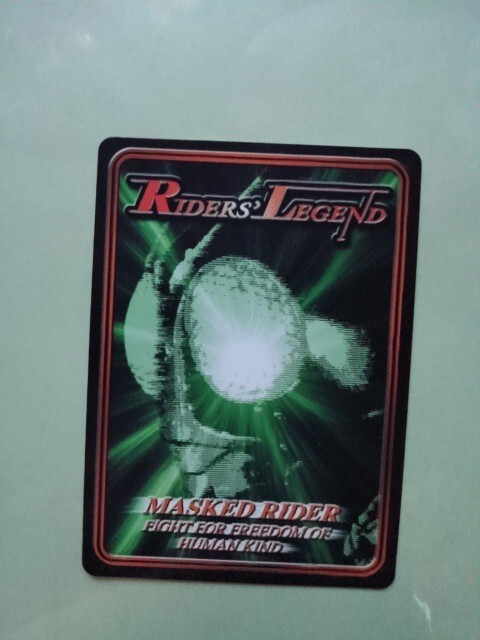 RIDERS' LEGEND
MASKED RIDER
FIGHT FOR FREEDOM OF
HUMAN KIND